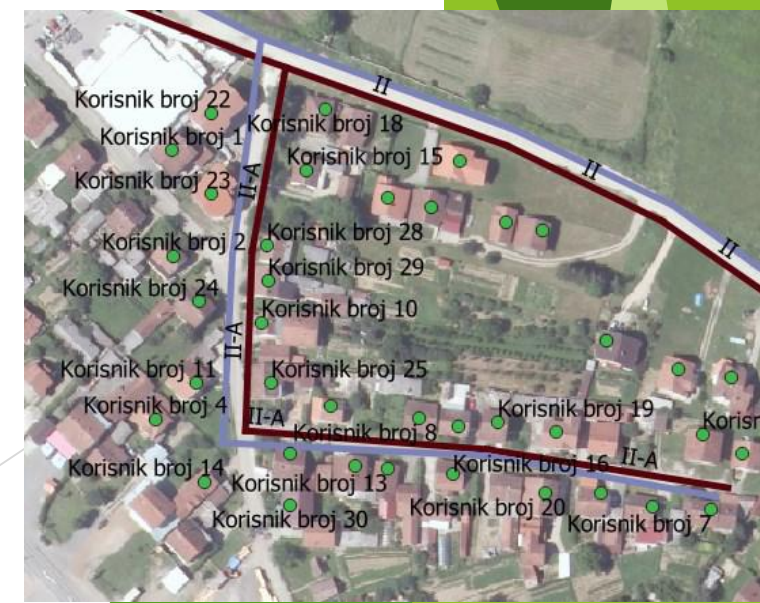 II
Korisnik broj 22
Korisnik broj 18
Korisnik broj 1
Korisnik broj 15
II
II-A
Korisnik broj 23
Korisnik broj 28
Korisnik broj 2
II
Korisnik broj 29
Korisnik broj 24
Korisnik broj 10
II-A
Korisnik broj 11
Korisnik broj 25
Korisnik broj 4
II-A
Korisnik broj 19
Korisnik broj 8
II-A
Korisnik broj 14
Korisnik broj 13
Korisnik broj 16
Korisnik broj 30
Korisnik broj 20
Korisnik broj 7